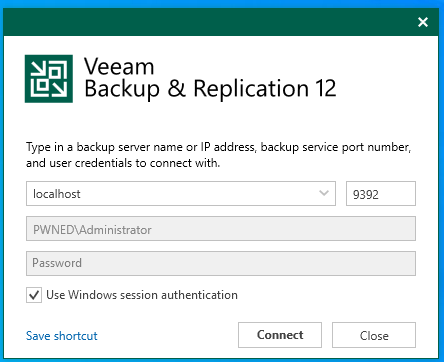 Veeam
Backup & Replication 12
Type in a backup server name or IP address, backup service port number,
and user credentials to connect with.
localhost 9392
PWNED\Administrator
Password
Use Windows session authentication
Save shortcut Connect Close